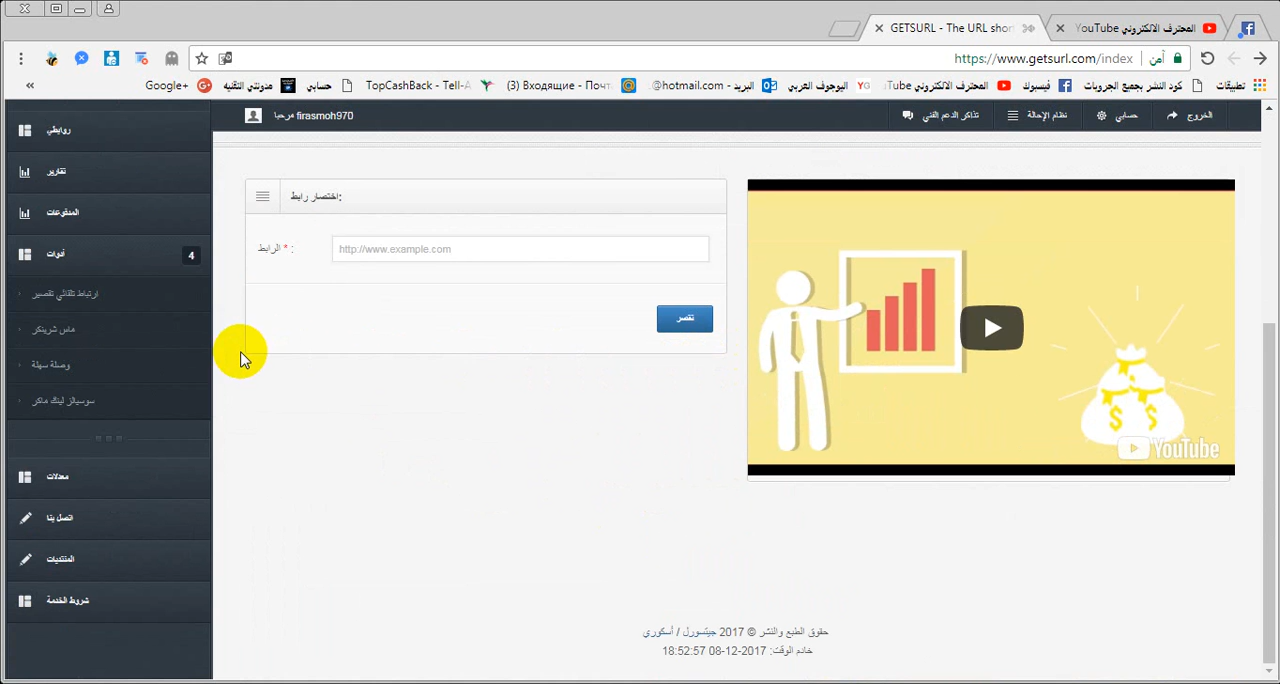 GETSURL - The URL shor
المحترف الالكتروني YouTube
https://www.getsurl.com/index
آمن
تطبيقات
كود النشر بجميع الجروبات
فيسبوك
المحترف الالكتروني uTube
اليوجوف العربي
البريد - hotmail.com@..
(3) Входящие - Почт
TopCashBack - Tell-A
حسابي
مدونتي التقنيه
Google+
مرحبا firasmoh970
تذاكر الدعم الفني
نظام الإحالة
حسابي
الخروج
روابطي
تقارير
المدفوعات
أدوات
4
ارتباط تلقائي تقصير
ماس شرينكر
وصلة سهلة
سوسيالز لينك ماكر
معدلات
اتصل بنا
المنتديات
شروط الخدمة
اختصار رابط:
الرابط * :
http://www.example.com
تقصر
YouTube
حقوق الطبع والنشر © 2017 جيتسورل / أسكوري
خادم الوقت: 2017-12-08 18:52:57